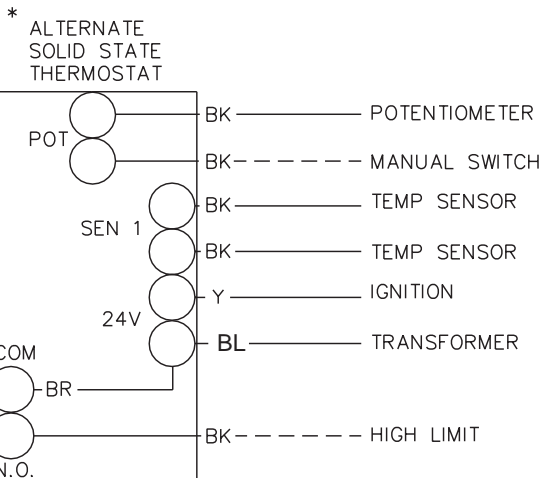 *
ALTERNATE
SOLID STATE
THERMOSTAT
BK POTENTIOMETER
POT
BK MANUAL SWITCH
BK TEMP SENSOR
SEN 1
BK TEMP SENSOR
Y IGNITION
24V
BL TRANSFORMER
COM
BR
BK HIGH LIMIT
N.O.